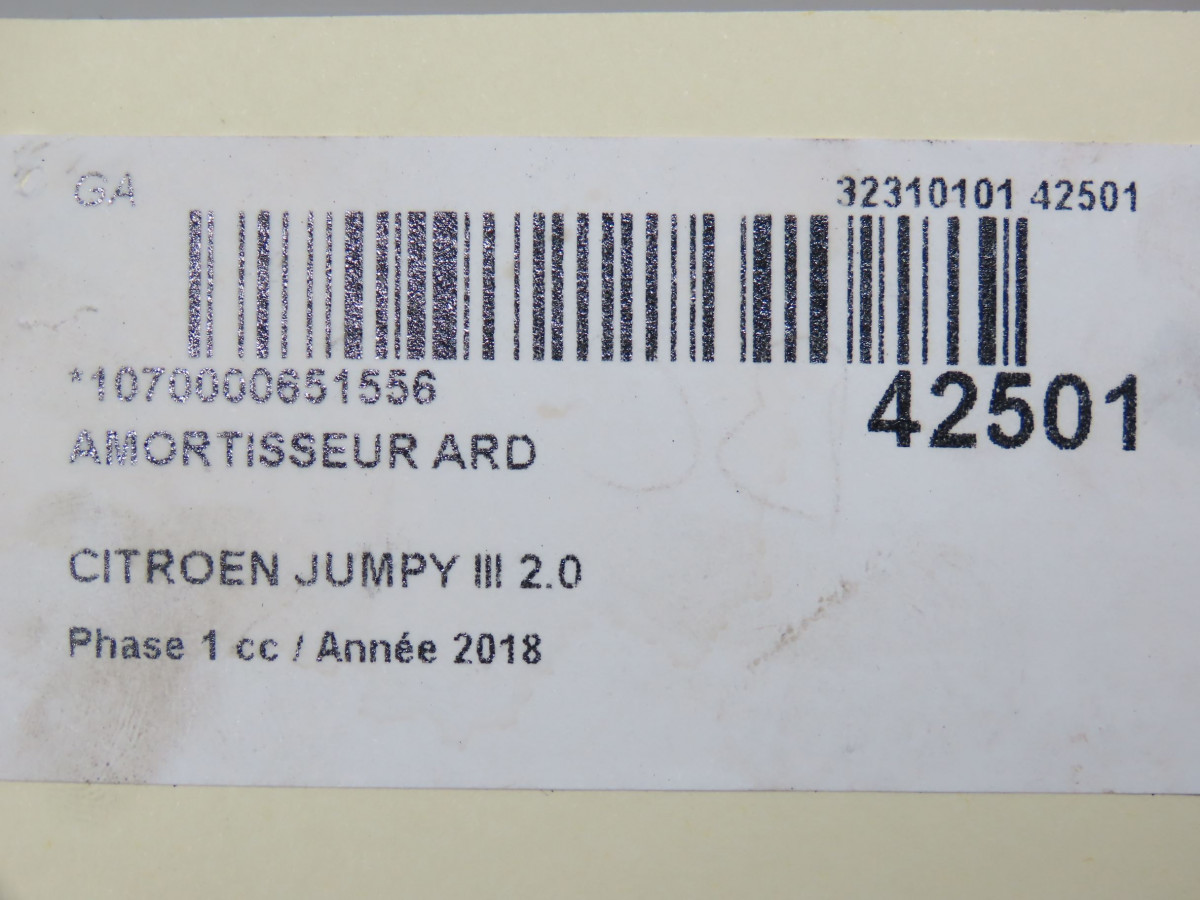 GA
32310101 42501
*1070000651556
42501
AMORTISSEUR ARD
CITROEN JUMPY III 2.0
Phase 1 cc / Année 2018